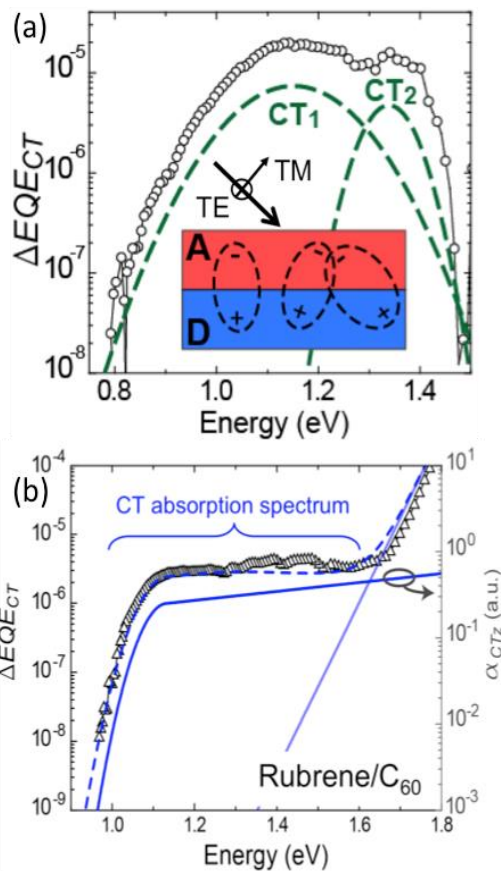 (a)
10⁻⁵
10⁻⁶
10⁻⁷
10⁻⁸
ΔEQE_CT
CT₁
CT₂
TM
TE
A
D
-
-
-
+
+
+
0.8
1.0
1.2
1.4
Energy (eV)
(b)
10⁻⁴
10⁻⁵
10⁻⁶
10⁻⁷
10⁻⁸
10⁻⁹
ΔEQE_CT
CT absorption spectrum
Rubrene/C₆₀
10¹
10⁰
10⁻¹
10⁻²
10⁻³
α_CTz (a.u.)
1.0
1.2
1.4
1.6
1.8
Energy (eV)